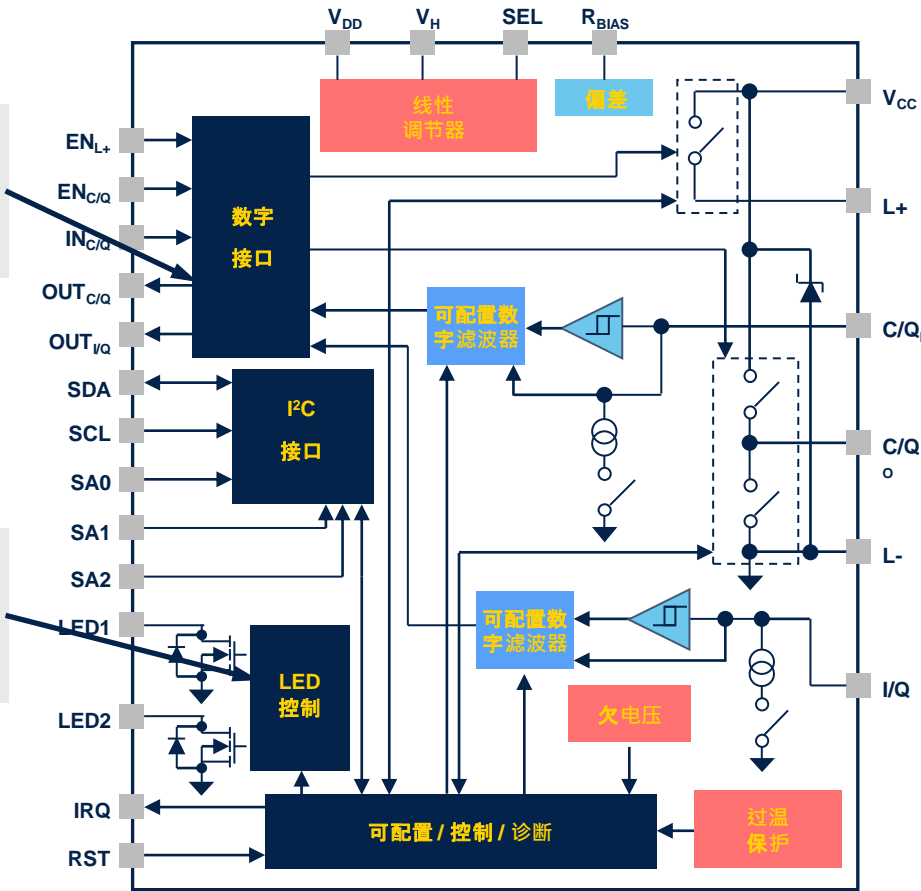 VDD
VH
SEL
RBIAS
线性
调节器
偏差
VCC
ENL+
ENC/Q
INC/Q
OUTC/Q
OUTI/Q
数字
接口
L+
可配置数
字滤波器
C/QI
SDA
SCL
SA0
SA1
SA2
I²C
接口
C/Q
O
L-
LED1
LED2
LED
控制
可配置数
字滤波器
I/Q
欠电压
IRQ
RST
可配置 / 控制 / 诊断
过温
保护